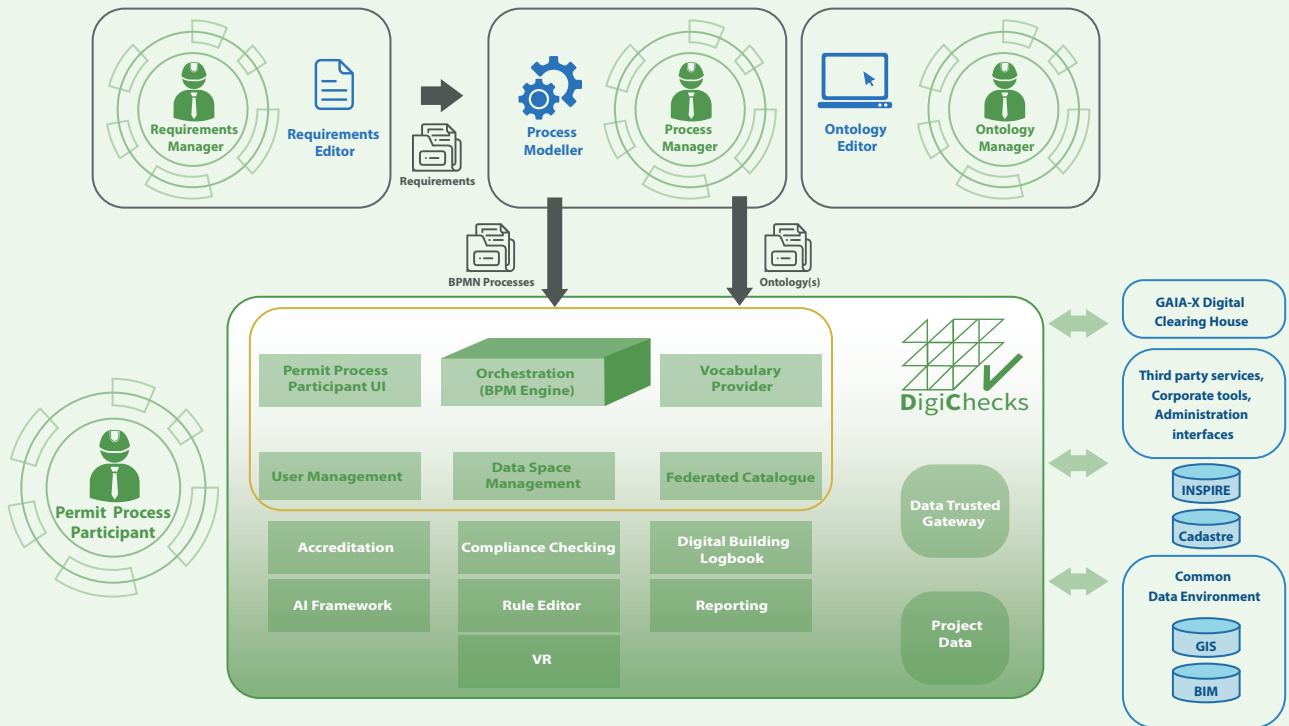 Requirements
Manager
Requirements
Editor
Requirements
Process
Modeller
Process
Manager
Ontology
Editor
Ontology
Manager
BPMN Processes
Ontology(s)
Permit Process
Participant
Permit Process
Participant UI
Orchestration
(BPM Engine)
Vocabulary
Provider
User Management
Data Space
Management
Federated Catalogue
Accreditation
Compliance Checking
Digital Building
Logbook
AI Framework
Rule Editor
Reporting
VR
DigiChecks
Data Trusted
Gateway
Project
Data
GAIA-X Digital
Clearing House
Third party services,
Corporate tools,
Administration
interfaces
INSPIRE
Cadastre
Common
Data Environment
GIS
BIM